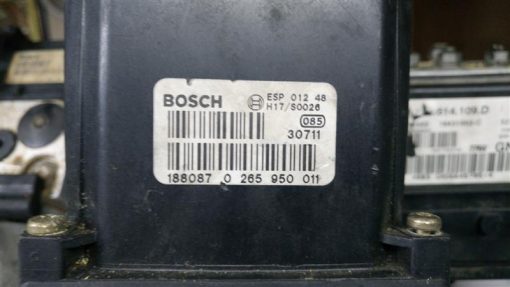 BOSCH
ESP 012 48
H17/S0026
085
30711
188087 0 265 950 011